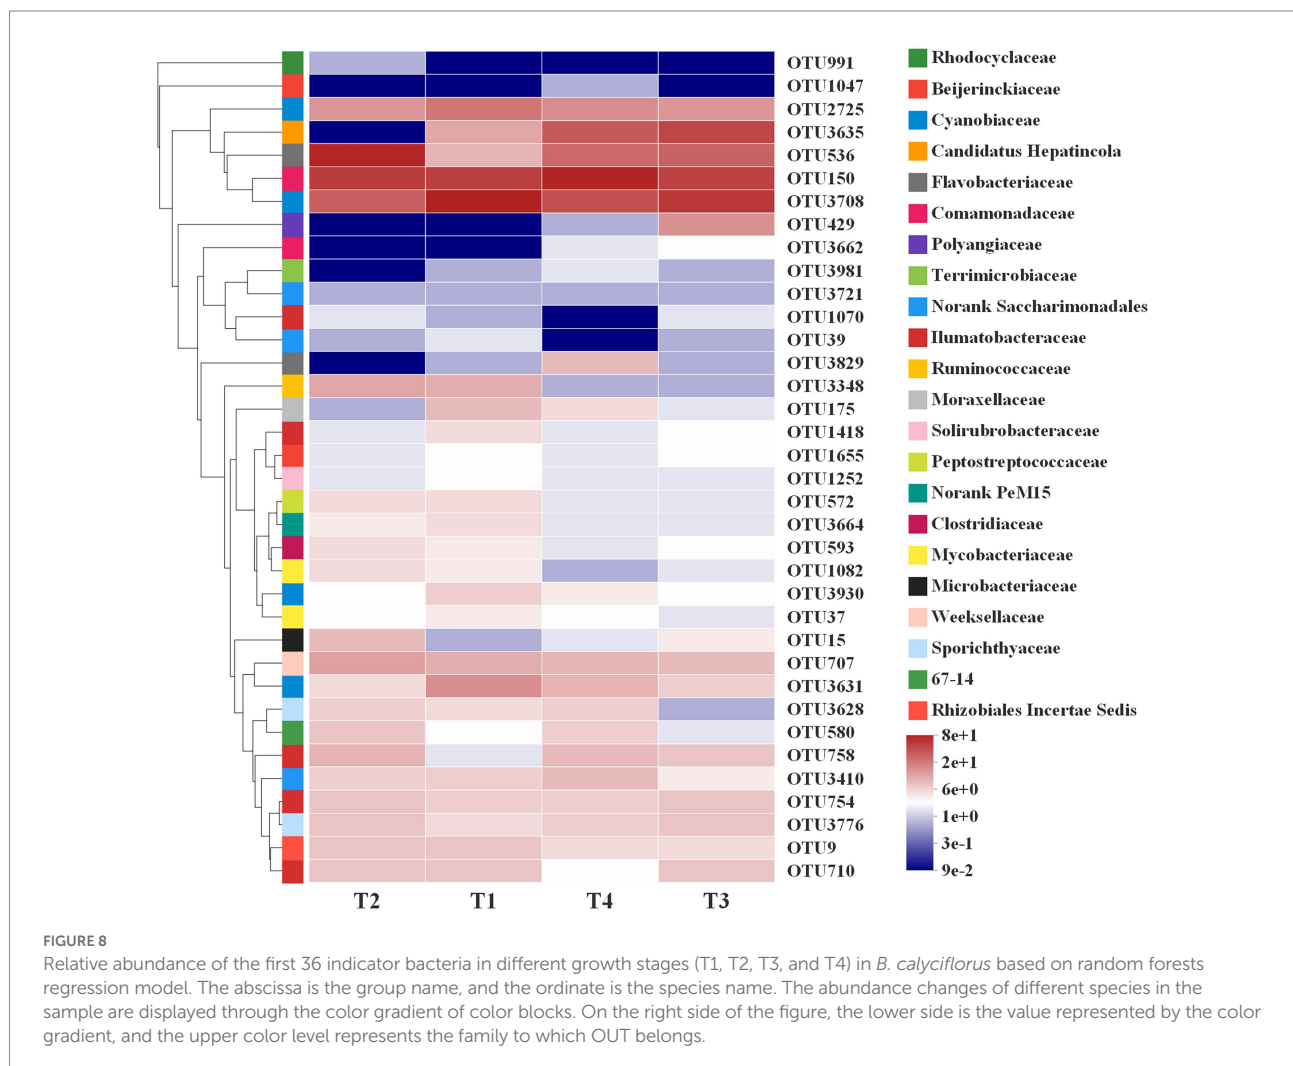 OTU991
OTU1047
OTU2725
OTU3635
OTU536
OTU150
OTU3708
OTU429
OTU3662
OTU3981
OTU3721
OTU1070
OTU39
OTU3829
OTU3348
OTU175
OTU1418
OTU1655
OTU1252
OTU572
OTU3664
OTU593
OTU1082
OTU3930
OTU37
OTU15
OTU707
OTU3631
OTU3628
OTU580
OTU758
OTU3410
OTU754
OTU3776
OTU9
OTU710
T2 T1 T4 T3
Rhodocyclaceae
Beijerinckiaceae
Cyanobiaceae
Candidatus Hepatincola
Flavobacteriaceae
Comamonadaceae
Polyangiaceae
Terrimicrobiaceae
Norank Saccharimonadales
Ilumatobacteraceae
Ruminococcaceae
Moraxellaceae
Solirubrobacteraceae
Peptostreptococcaceae
Norank PeM15
Clostridiaceae
Mycobacteriaceae
Microbacteriaceae
Weeksellaceae
Sporichthyaceae
67-14
Rhizobiales Incertae Sedis
8e+1
2e+1
6e+0
1e+0
3e-1
9e-2
FIGURE 8
Relative abundance of the first 36 indicator bacteria in different growth stages (T1, T2, T3, and T4) in B. calyciflorus based on random forests
regression model. The abscissa is the group name, and the ordinate is the species name. The abundance changes of different species in the
sample are displayed through the color gradient of color blocks. On the right side of the figure, the lower side is the value represented by the color
gradient, and the upper color level represents the family to which OUT belongs.